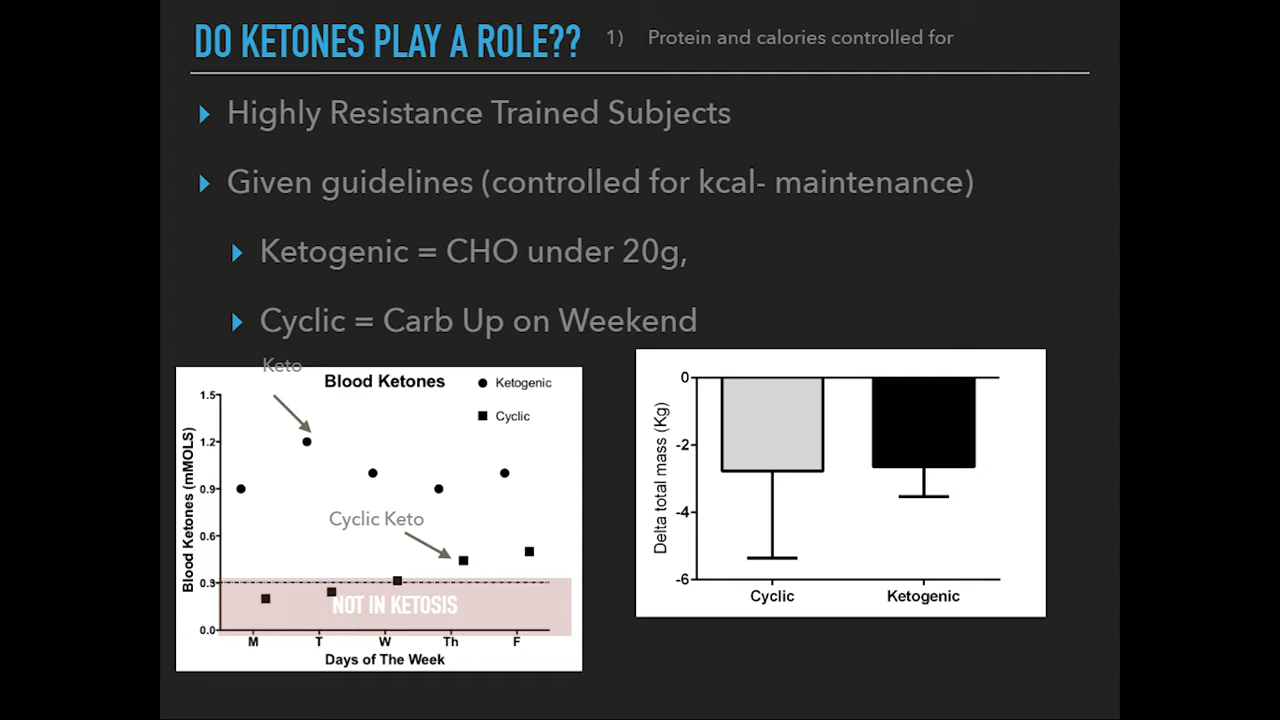 DO KETONES PLAY A ROLE??
1) Protein and calories controlled for
Highly Resistance Trained Subjects
Given guidelines (controlled for kcal- maintenance)
Ketogenic = CHO under 20g,
Cyclic = Carb Up on Weekend
Keto
Blood Ketones
Ketogenic
Cyclic
Blood Ketones (mMOLS)
1.5
1.2
0.9
0.6
0.3
0.0
Cyclic Keto
NOT IN KETOSIS
M T W Th F
Days of The Week
Delta total mass (Kg)
0
-2
-4
-6
Cyclic Ketogenic